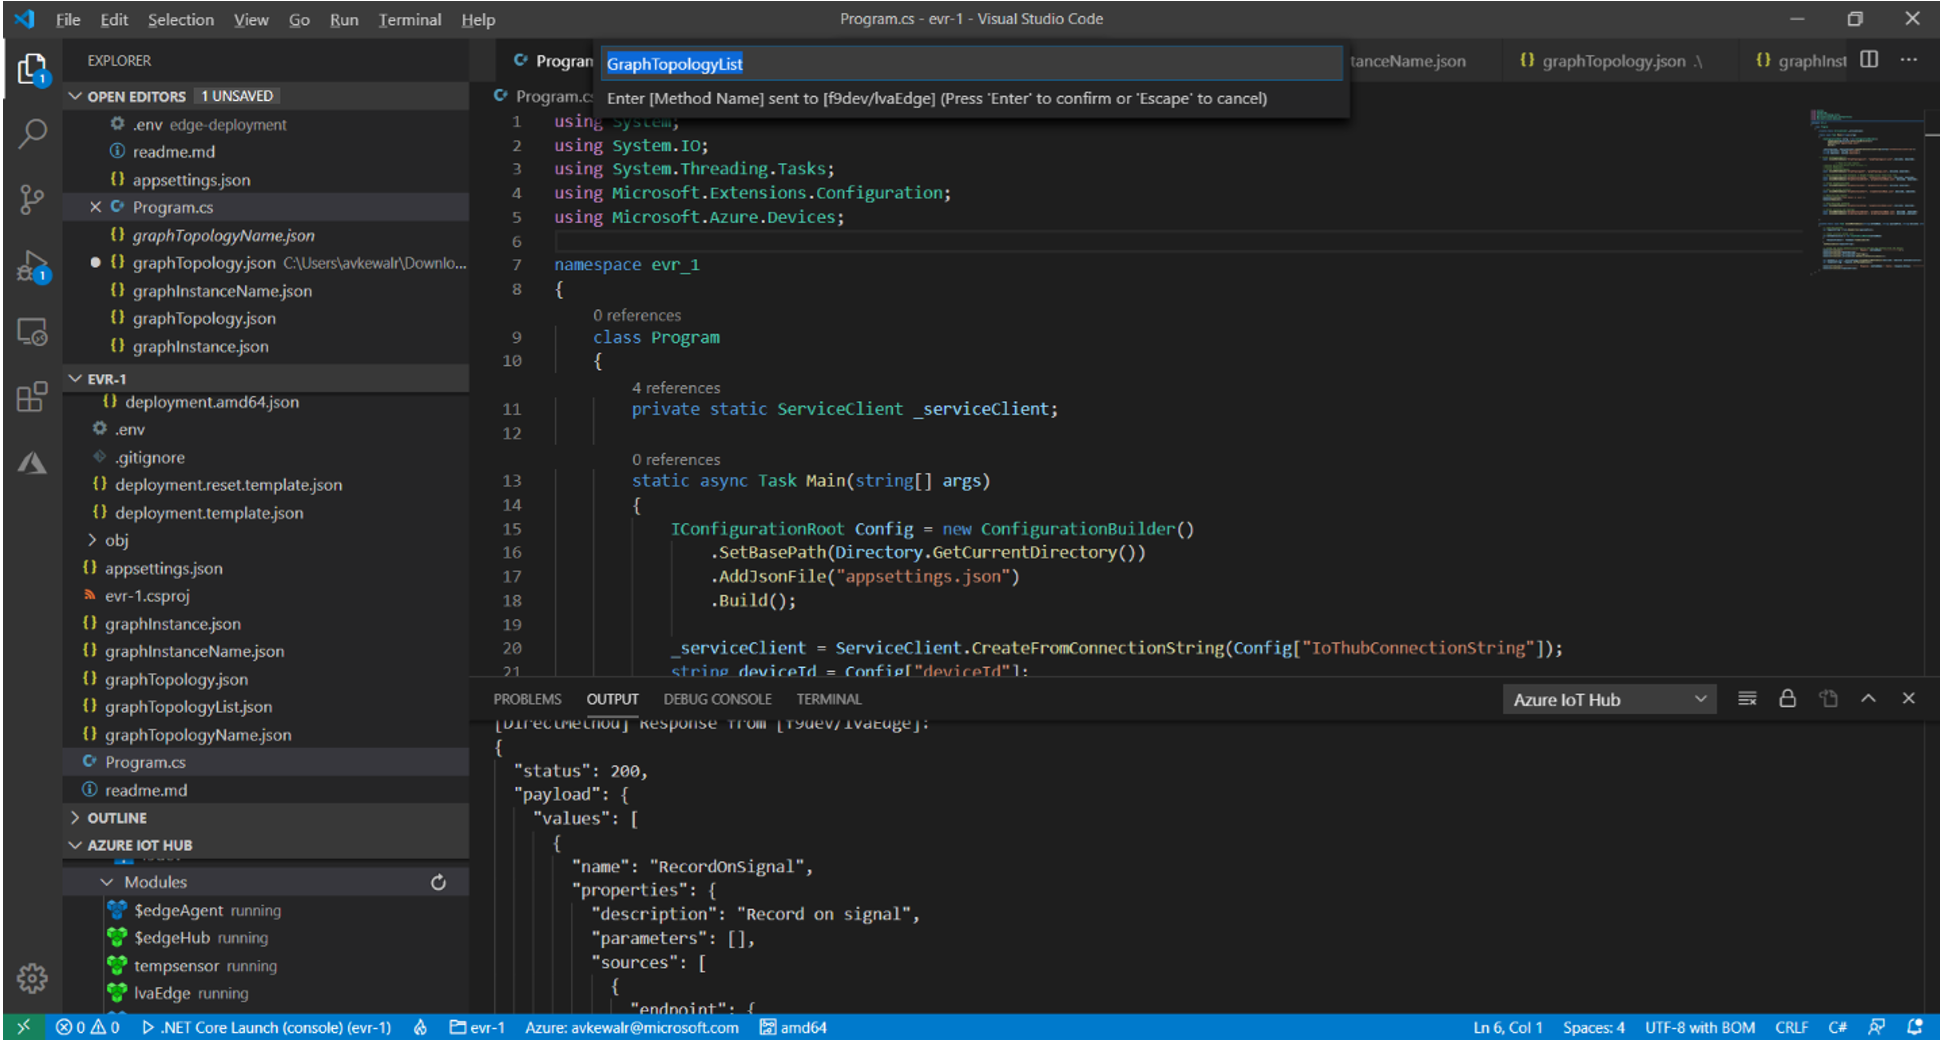 File Edit Selection View Go Run Terminal Help
Program.cs - evr-1 - Visual Studio Code
EXPLORER
OPEN EDITORS 1 UNSAVED
.env edge-deployment
readme.md
{} appsettings.json
Program.cs
{} graphTopologyName.json
{} graphTopology.json C:\Users\avkewalr\Downlo...
{} graphInstanceName.json
{} graphTopology.json
{} graphInstance.json
EVR-1
{} deployment.amd64.json
.env
.gitignore
{} deployment.reset.template.json
{} deployment.template.json
obj
{} appsettings.json
evr-1.csproj
{} graphInstance.json
{} graphInstanceName.json
{} graphTopology.json
{} graphTopologyList.json
{} graphTopologyName.json
Program.cs
readme.md
OUTLINE
AZURE IOT HUB
Modules
$edgeAgent running
$edgeHub running
tempsensor running
lvaEdge running
1
1
Program
GraphTopologyList
tanceName.json
{} graphTopology.json .\
{} graphInst
Program.cs
Enter [Method Name] sent to [f9dev/lvaEdge] (Press 'Enter' to confirm or 'Escape' to cancel)
1 using System;
2 using System.IO;
3 using System.Threading.Tasks;
4 using Microsoft.Extensions.Configuration;
5 using Microsoft.Azure.Devices;
6
7 namespace evr_1
8 {
0 references
9 class Program
10 {
4 references
11 private static ServiceClient _serviceClient;
12
0 references
13 static async Task Main(string[] args)
14 {
15 IConfigurationRoot Config = new ConfigurationBuilder()
16 .SetBasePath(Directory.GetCurrentDirectory())
17 .AddJsonFile("appsettings.json")
18 .Build();
19
20 _serviceClient = ServiceClient.CreateFromConnectionString(Config["IoThubConnectionString"]);
21 string deviceId = Config["deviceId"];
PROBLEMS OUTPUT DEBUG CONSOLE TERMINAL
Azure IoT Hub
[DirectMethod] Response from [f9dev/lvaEdge]:
{
"status": 200,
"payload": {
"values": [
{
"name": "RecordOnSignal",
"properties": {
"description": "Record on signal",
"parameters": [],
"sources": [
{
"endpoint": {
0 0 .NET Core Launch (console) (evr-1) evr-1 Azure: avkewalr@microsoft.com amd64
Ln 6, Col 1 Spaces: 4 UTF-8 with BOM CRLF C#